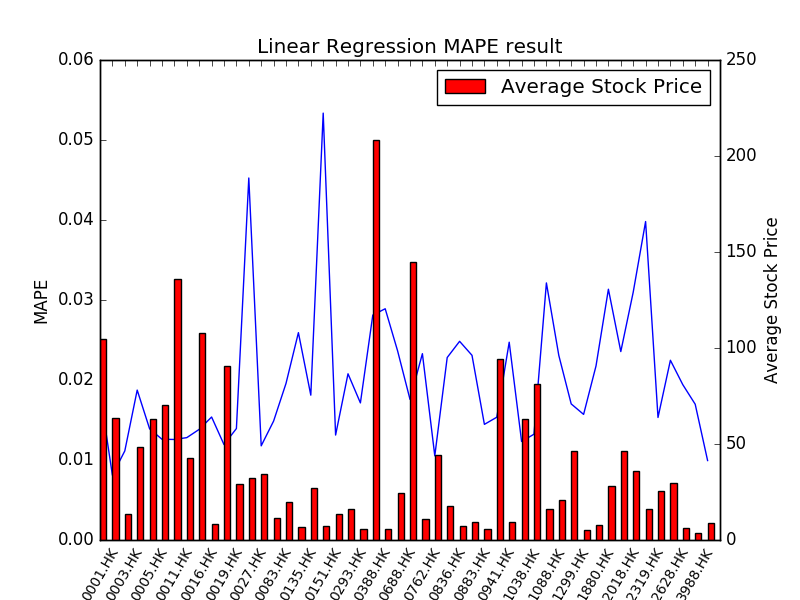 Linear Regression MAPE result
Average Stock Price
0.06
0.05
0.04
0.03
0.02
0.01
0.00
MAPE
250
200
150
100
50
0
Average Stock Price
0001.HK
0003.HK
0005.HK
0011.HK
0016.HK
0019.HK
0027.HK
0083.HK
0135.HK
0151.HK
0293.HK
0388.HK
0688.HK
0762.HK
0836.HK
0883.HK
0941.HK
1038.HK
1088.HK
1299.HK
1880.HK
2018.HK
2319.HK
2628.HK
3988.HK